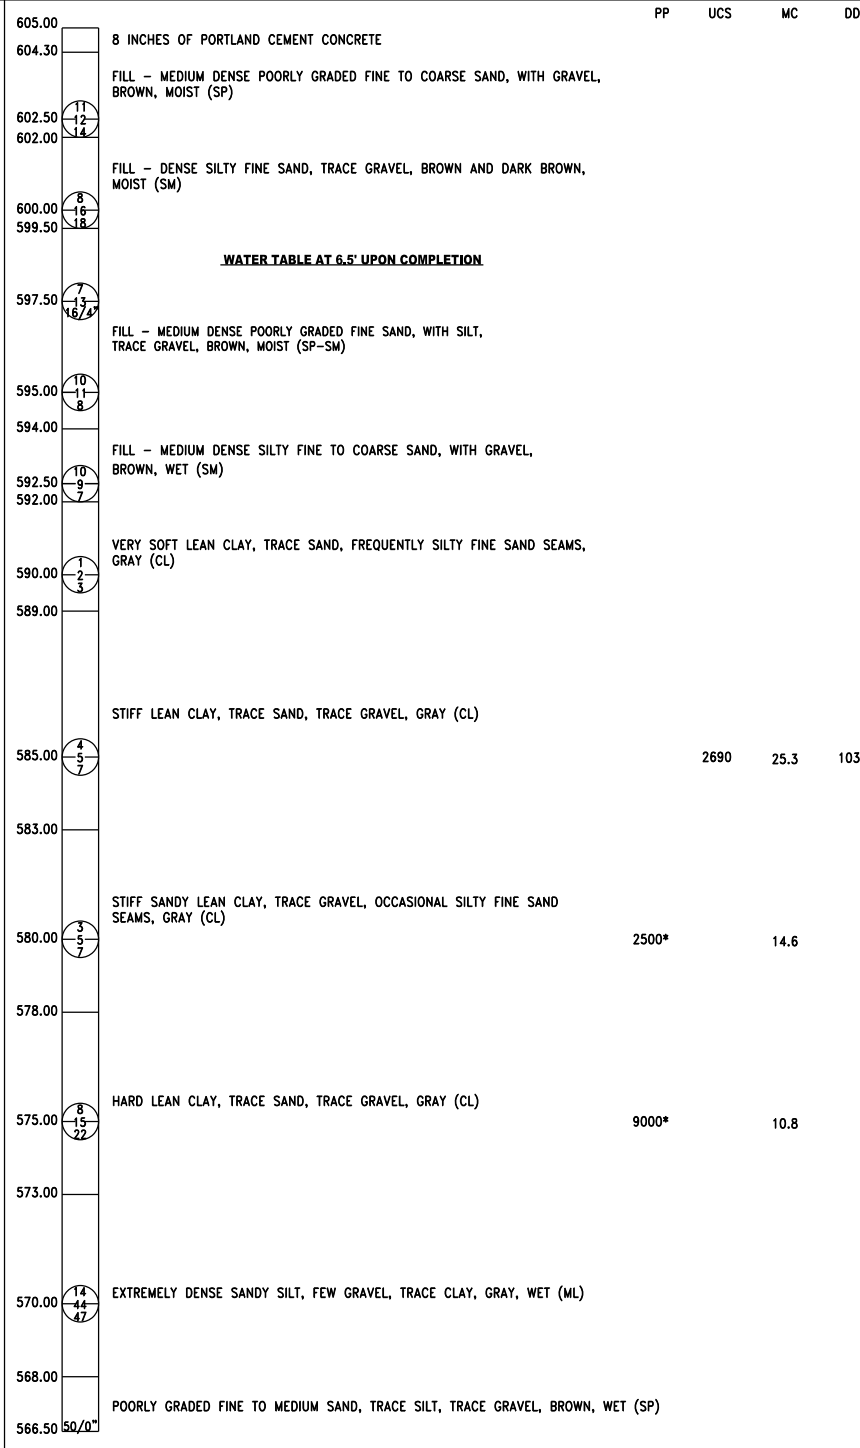 PP UCS MC DD
605.00
8 INCHES OF PORTLAND CEMENT CONCRETE
604.30
FILL – MEDIUM DENSE POORLY GRADED FINE TO COARSE SAND, WITH GRAVEL,
BROWN, MOIST (SP)
11
602.50 12
14
602.00
FILL – DENSE SILTY FINE SAND, TRACE GRAVEL, BROWN AND DARK BROWN,
MOIST (SM)
8
600.00 16
18
599.50
WATER TABLE AT 6.5' UPON COMPLETION
7
597.50 13
16/4"
FILL – MEDIUM DENSE POORLY GRADED FINE SAND, WITH SILT,
TRACE GRAVEL, BROWN, MOIST (SP-SM)
10
595.00 11
8
594.00
FILL – MEDIUM DENSE SILTY FINE TO COARSE SAND, WITH GRAVEL,
BROWN, WET (SM)
10
592.50 9
7
592.00
VERY SOFT LEAN CLAY, TRACE SAND, FREQUENTLY SILTY FINE SAND SEAMS,
GRAY (CL)
1
590.00 2
3
589.00
STIFF LEAN CLAY, TRACE SAND, TRACE GRAVEL, GRAY (CL)
4
585.00 5 2690 25.3 103
7
583.00
STIFF SANDY LEAN CLAY, TRACE GRAVEL, OCCASIONAL SILTY FINE SAND
SEAMS, GRAY (CL)
3
580.00 5 2500* 14.6
7
578.00
HARD LEAN CLAY, TRACE SAND, TRACE GRAVEL, GRAY (CL)
8
575.00 15 9000* 10.8
22
573.00
EXTREMELY DENSE SANDY SILT, FEW GRAVEL, TRACE CLAY, GRAY, WET (ML)
14
570.00 44
47
568.00
POORLY GRADED FINE TO MEDIUM SAND, TRACE SILT, TRACE GRAVEL, BROWN, WET (SP)
566.50 50/0"